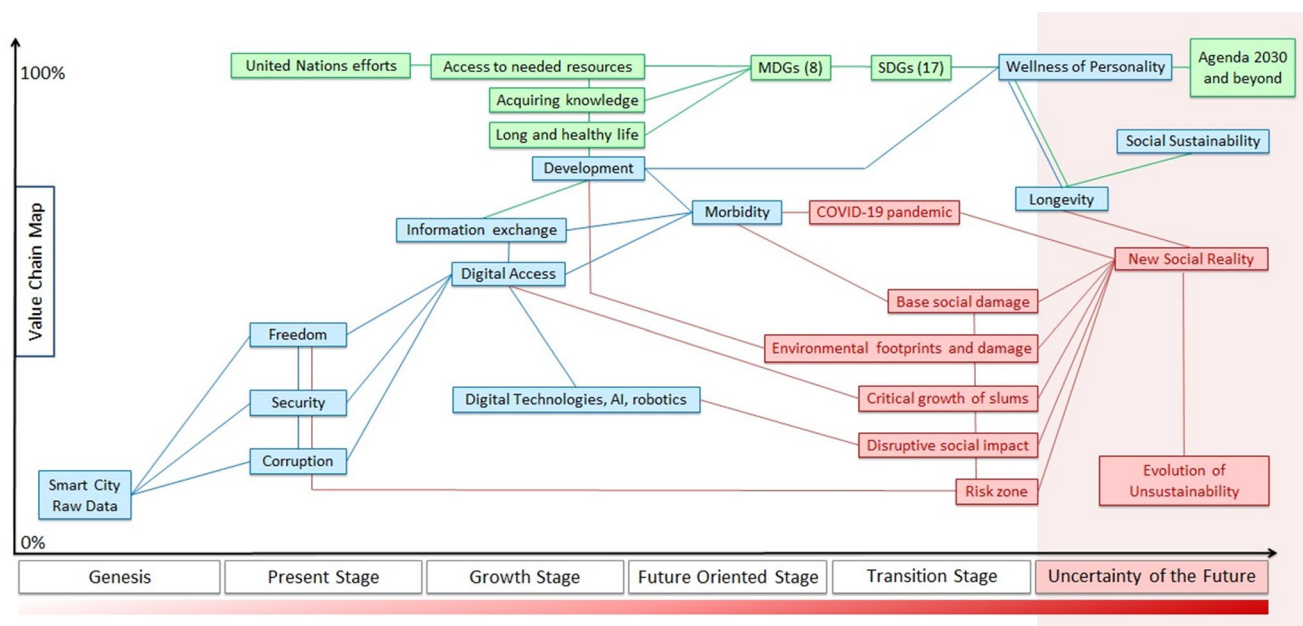 100%
United Nations efforts
Access to needed resources
MDGs (8)
SDGs (17)
Wellness of Personality
Agenda 2030
and beyond
Acquiring knowledge
Long and healthy life
Social Sustainability
Development
Longevity
Value Chain Map
Information exchange
Morbidity
COVID-19 pandemic
New Social Reality
Digital Access
Base social damage
Freedom
Environmental footprints and damage
Security
Digital Technologies, AI, robotics
Critical growth of slums
Corruption
Disruptive social impact
Smart City
Raw Data
Risk zone
Evolution of
Unsustainability
0%
Genesis
Present Stage
Growth Stage
Future Oriented Stage
Transition Stage
Uncertainty of the Future